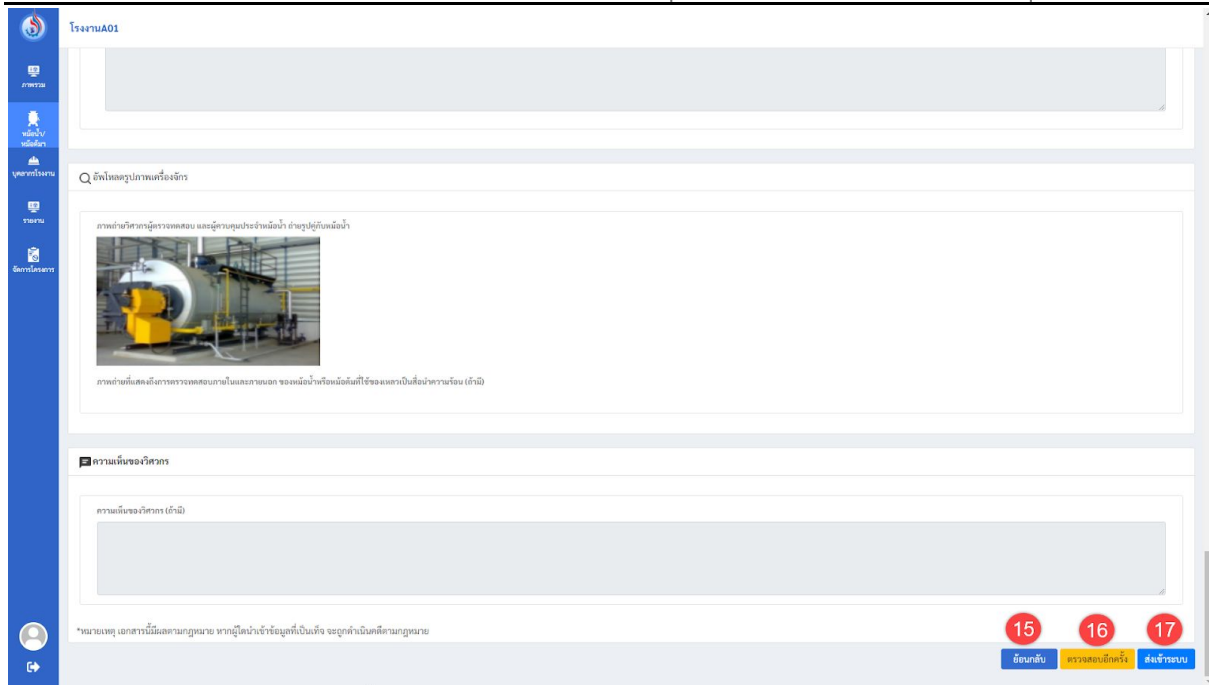 โรงงานA01
ภาพรวม
หม้อน้ำ/
หม้อต้มฯ
บุคลากรโรงงาน
รายงาน
จัดการโครงการ
อัพโหลดรูปภาพเครื่องจักร
ภาพถ่ายวิศวกรผู้ตรวจทดสอบ และผู้ควบคุมประจำหม้อน้ำ ถ่ายรูปคู่กับหม้อน้ำ
ภาพถ่ายที่แสดงถึงการตรวจทดสอบภายในและภายนอก ของหม้อน้ำหรือหม้อต้มที่ใช้ของเหลวเป็นสื่อนำความร้อน (ถ้ามี)
ความเห็นของวิศวกร
ความเห็นของวิศวกร (ถ้ามี)
*หมายเหตุ เอกสารนี้มีผลตามกฎหมาย หากผู้ใดนำเข้าข้อมูลที่เป็นเท็จ จะถูกดำเนินคดีตามกฎหมาย
15 16 17
ย้อนกลับ ตรวจสอบอีกครั้ง ส่งเข้าระบบ